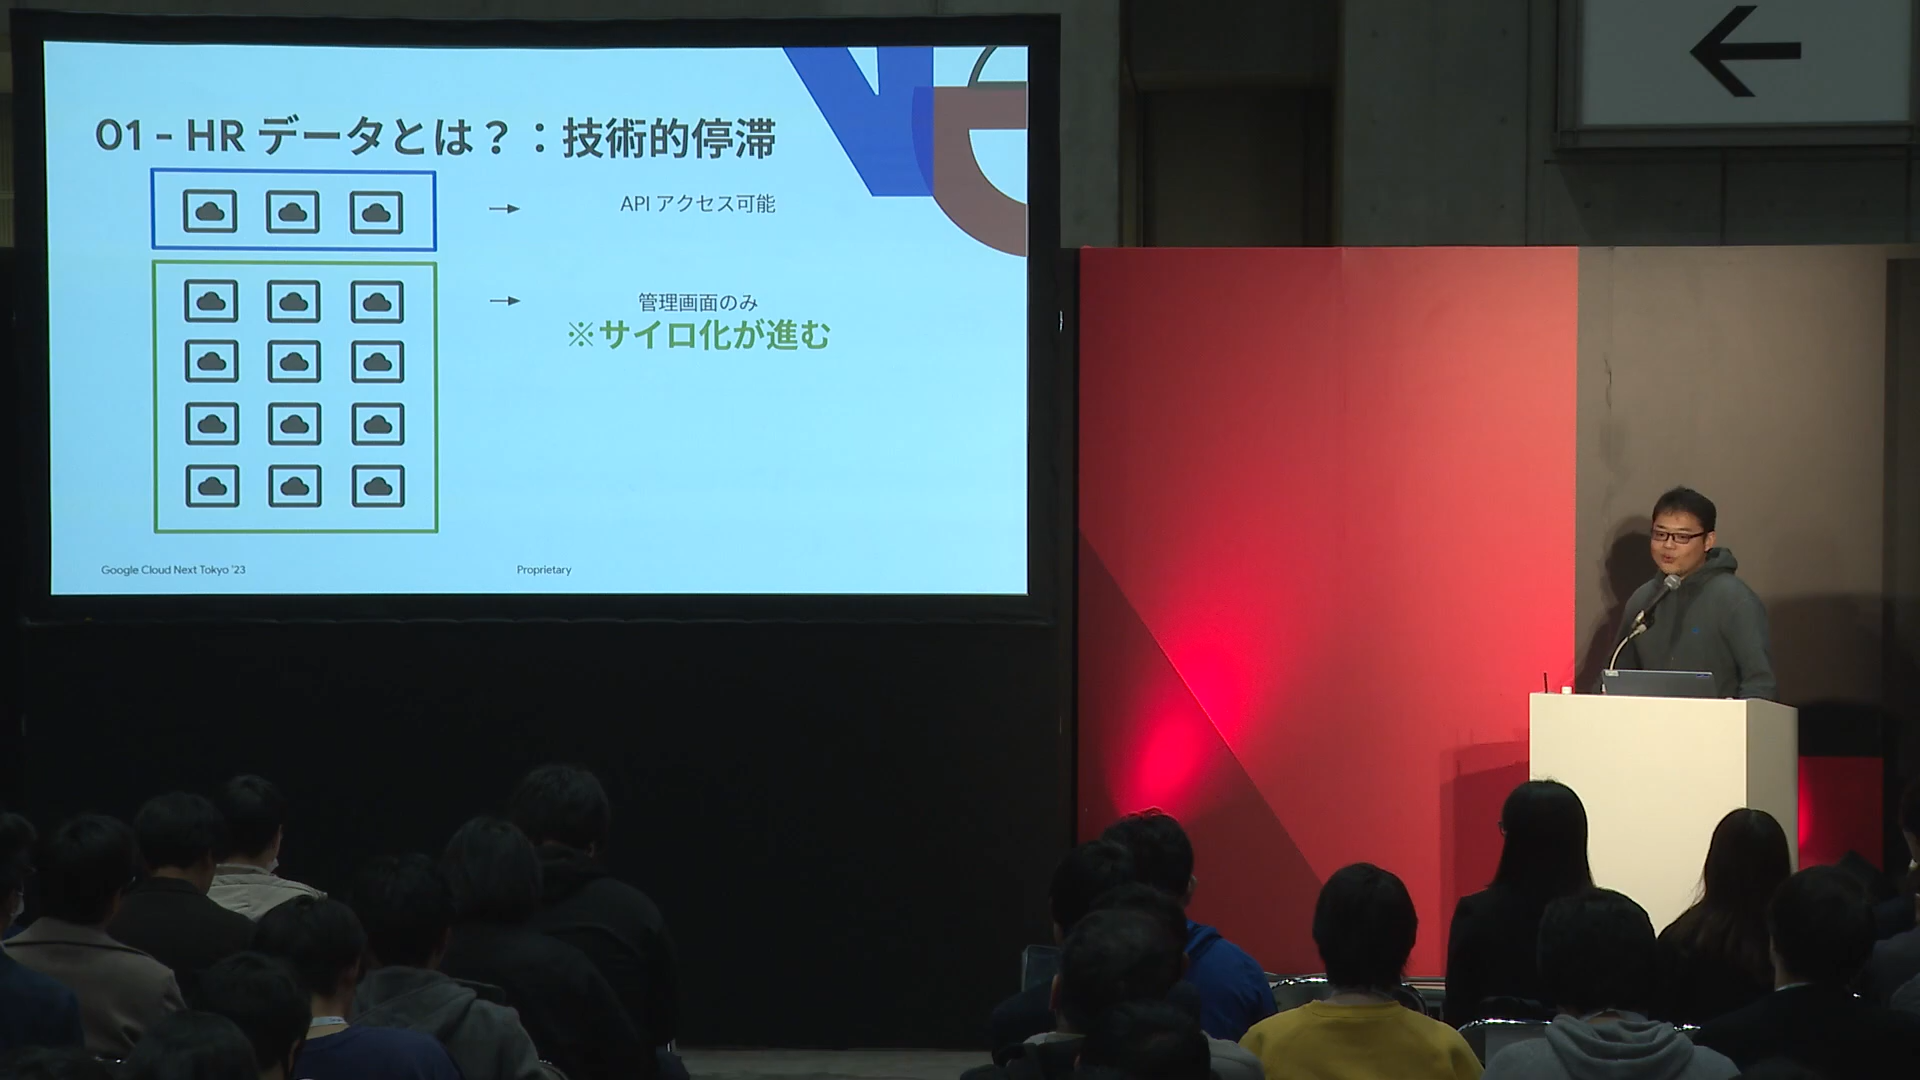 01 - HR データとは？：技術的停滞
→ API アクセス可能
→ 管理画面のみ
※サイロ化が進む
Google Cloud Next Tokyo '23
Proprietary